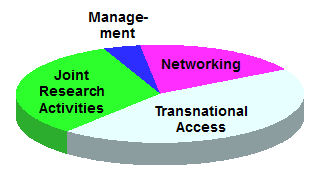 Manage-
ment
Networking
Joint
Research
Activities
Transnational
Access